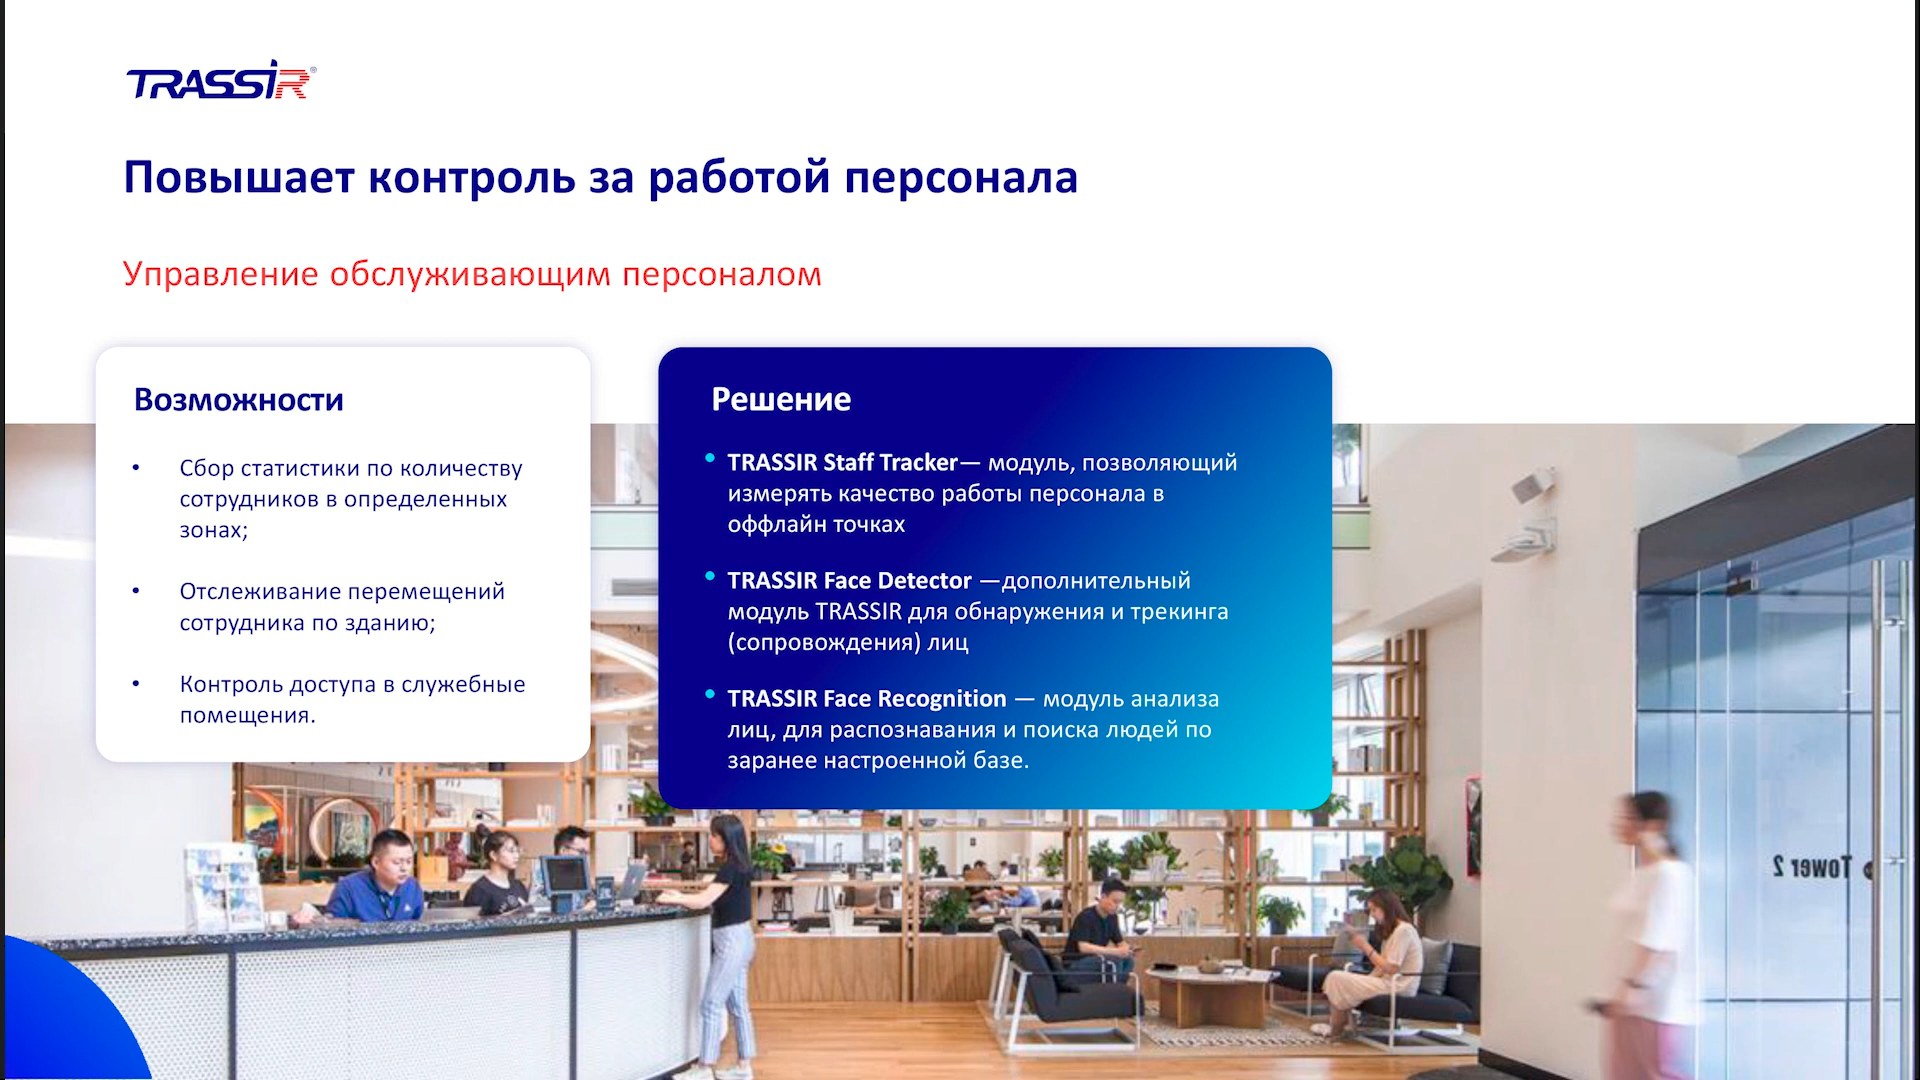 TRASSIR®
Повышает контроль за работой персонала
Управление обслуживающим персоналом
Возможности
• Сбор статистики по количеству
сотрудников в определенных
зонах;
• Отслеживание перемещений
сотрудника по зданию;
• Контроль доступа в служебные
помещения.
Решение
• TRASSIR Staff Tracker— модуль, позволяющий
измерять качество работы персонала в
оффлайн точках
• TRASSIR Face Detector —дополнительный
модуль TRASSIR для обнаружения и трекинга
(сопровождения) лиц
• TRASSIR Face Recognition — модуль анализа
лиц, для распознавания и поиска людей по
заранее настроенной базе.
Tower 2